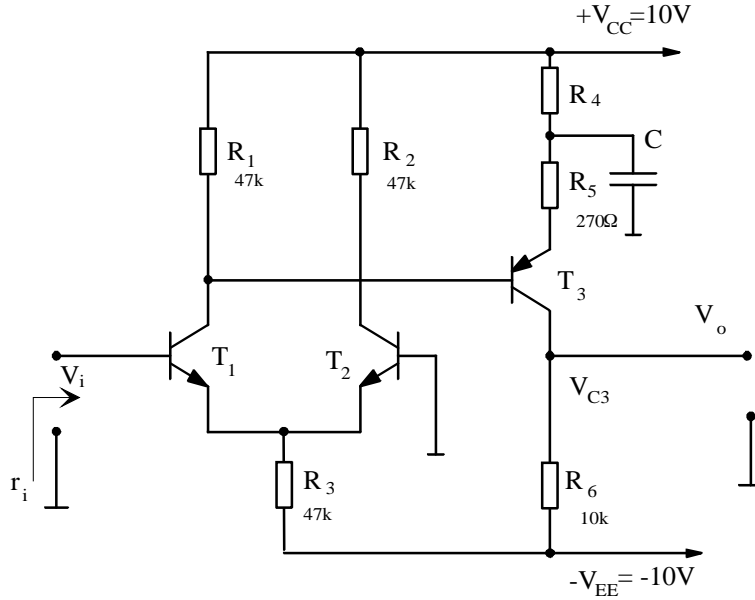 +V_CC=10V
R_4
C
R_1
47k
R_2
47k
R_5
270Ω
T_3
V_o
V_i
T_1
T_2
V_C3
r_i
R_3
47k
R_6
10k
-V_EE= -10V